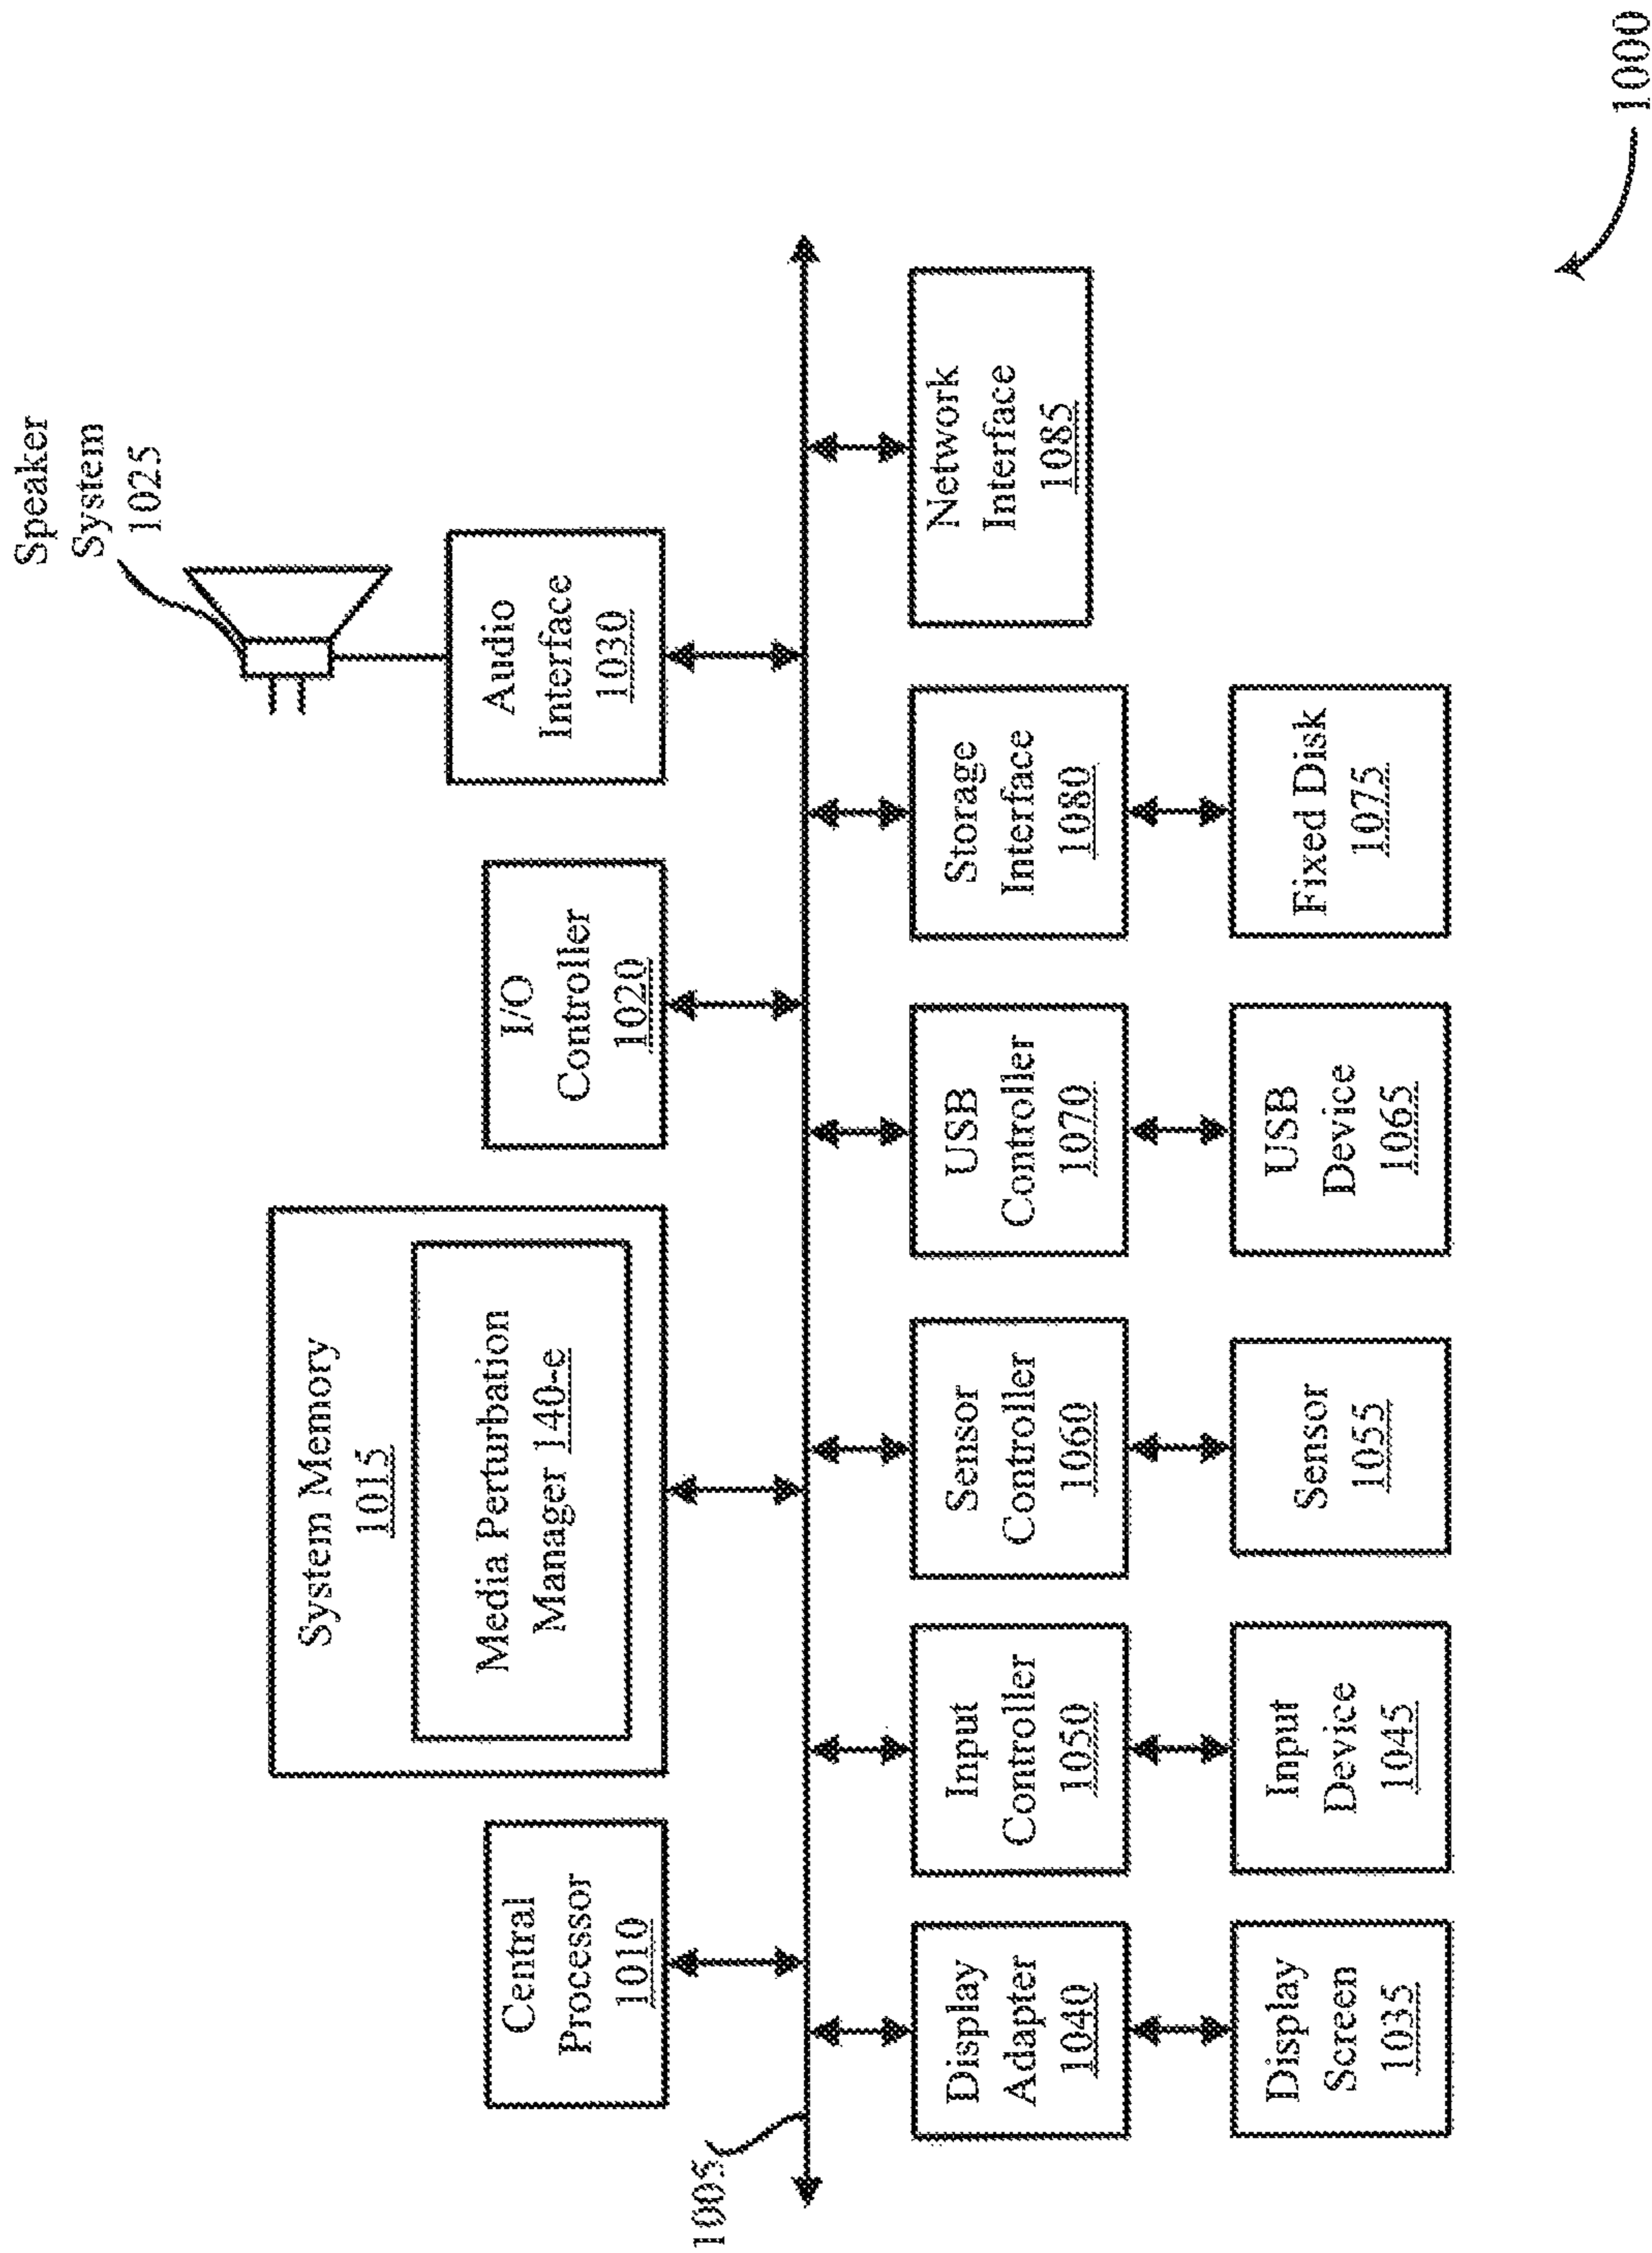 Speaker
System
1025
Central
Processor
1010
System Memory
1015
Media Perturbation
Manager 140-e
I/O
Controller
1020
Audio
Interface
1030
1005
Display
Adapter
1040
Input
Controller
1050
Sensor
Controller
1060
USB
Controller
1070
Storage
Interface
1080
Network
Interface
1085
Display
Screen
1035
Input
Device
1045
Sensor
1055
USB
Device
1065
Fixed Disk
1075
1000